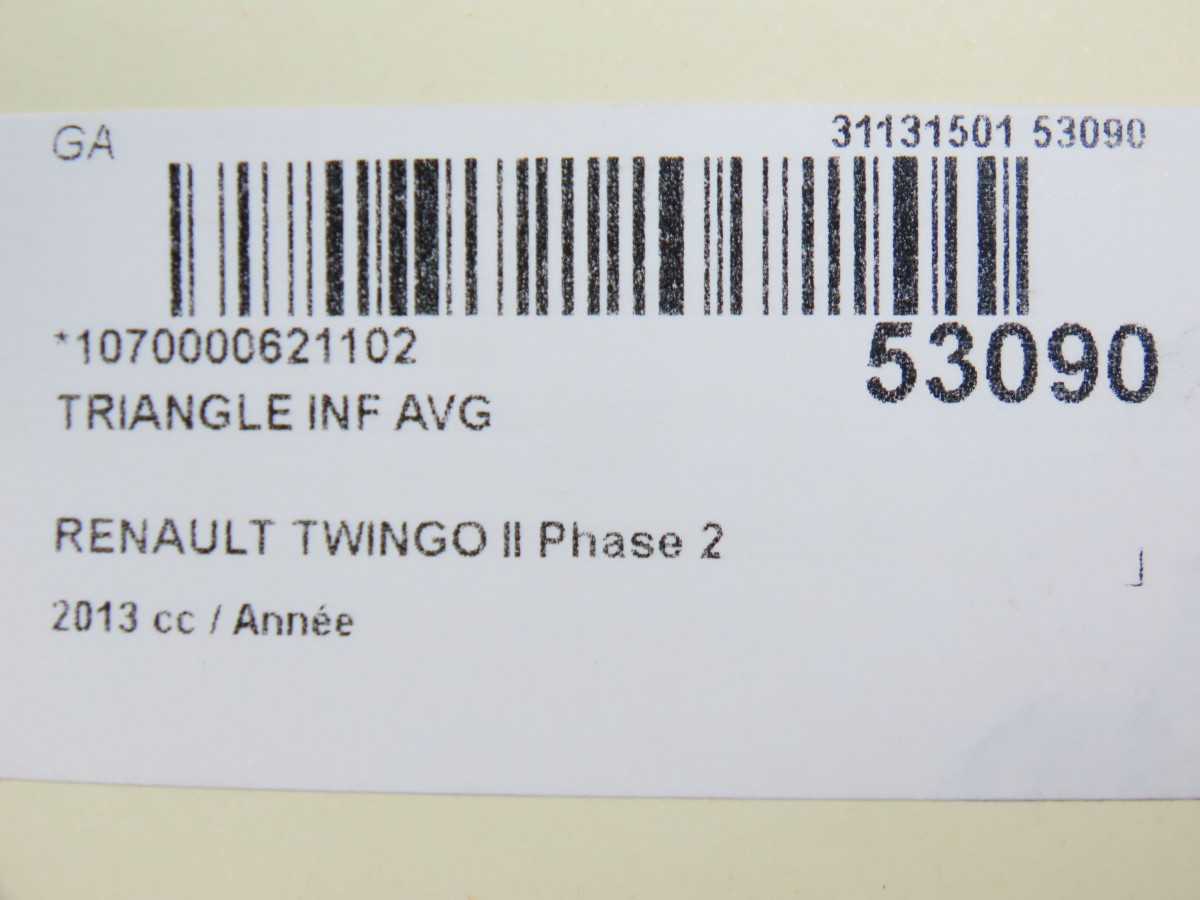 GA
31131501 53090
*1070000621102
53090
TRIANGLE INF AVG
RENAULT TWINGO II Phase 2
2013 cc / Année